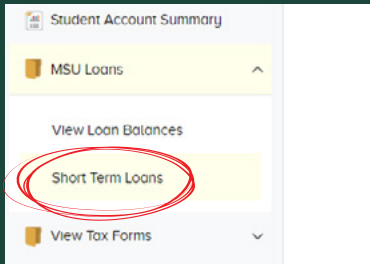 Student Account Summary
MSU Loans
View Loan Balances
Short Term Loans
View Tax Forms